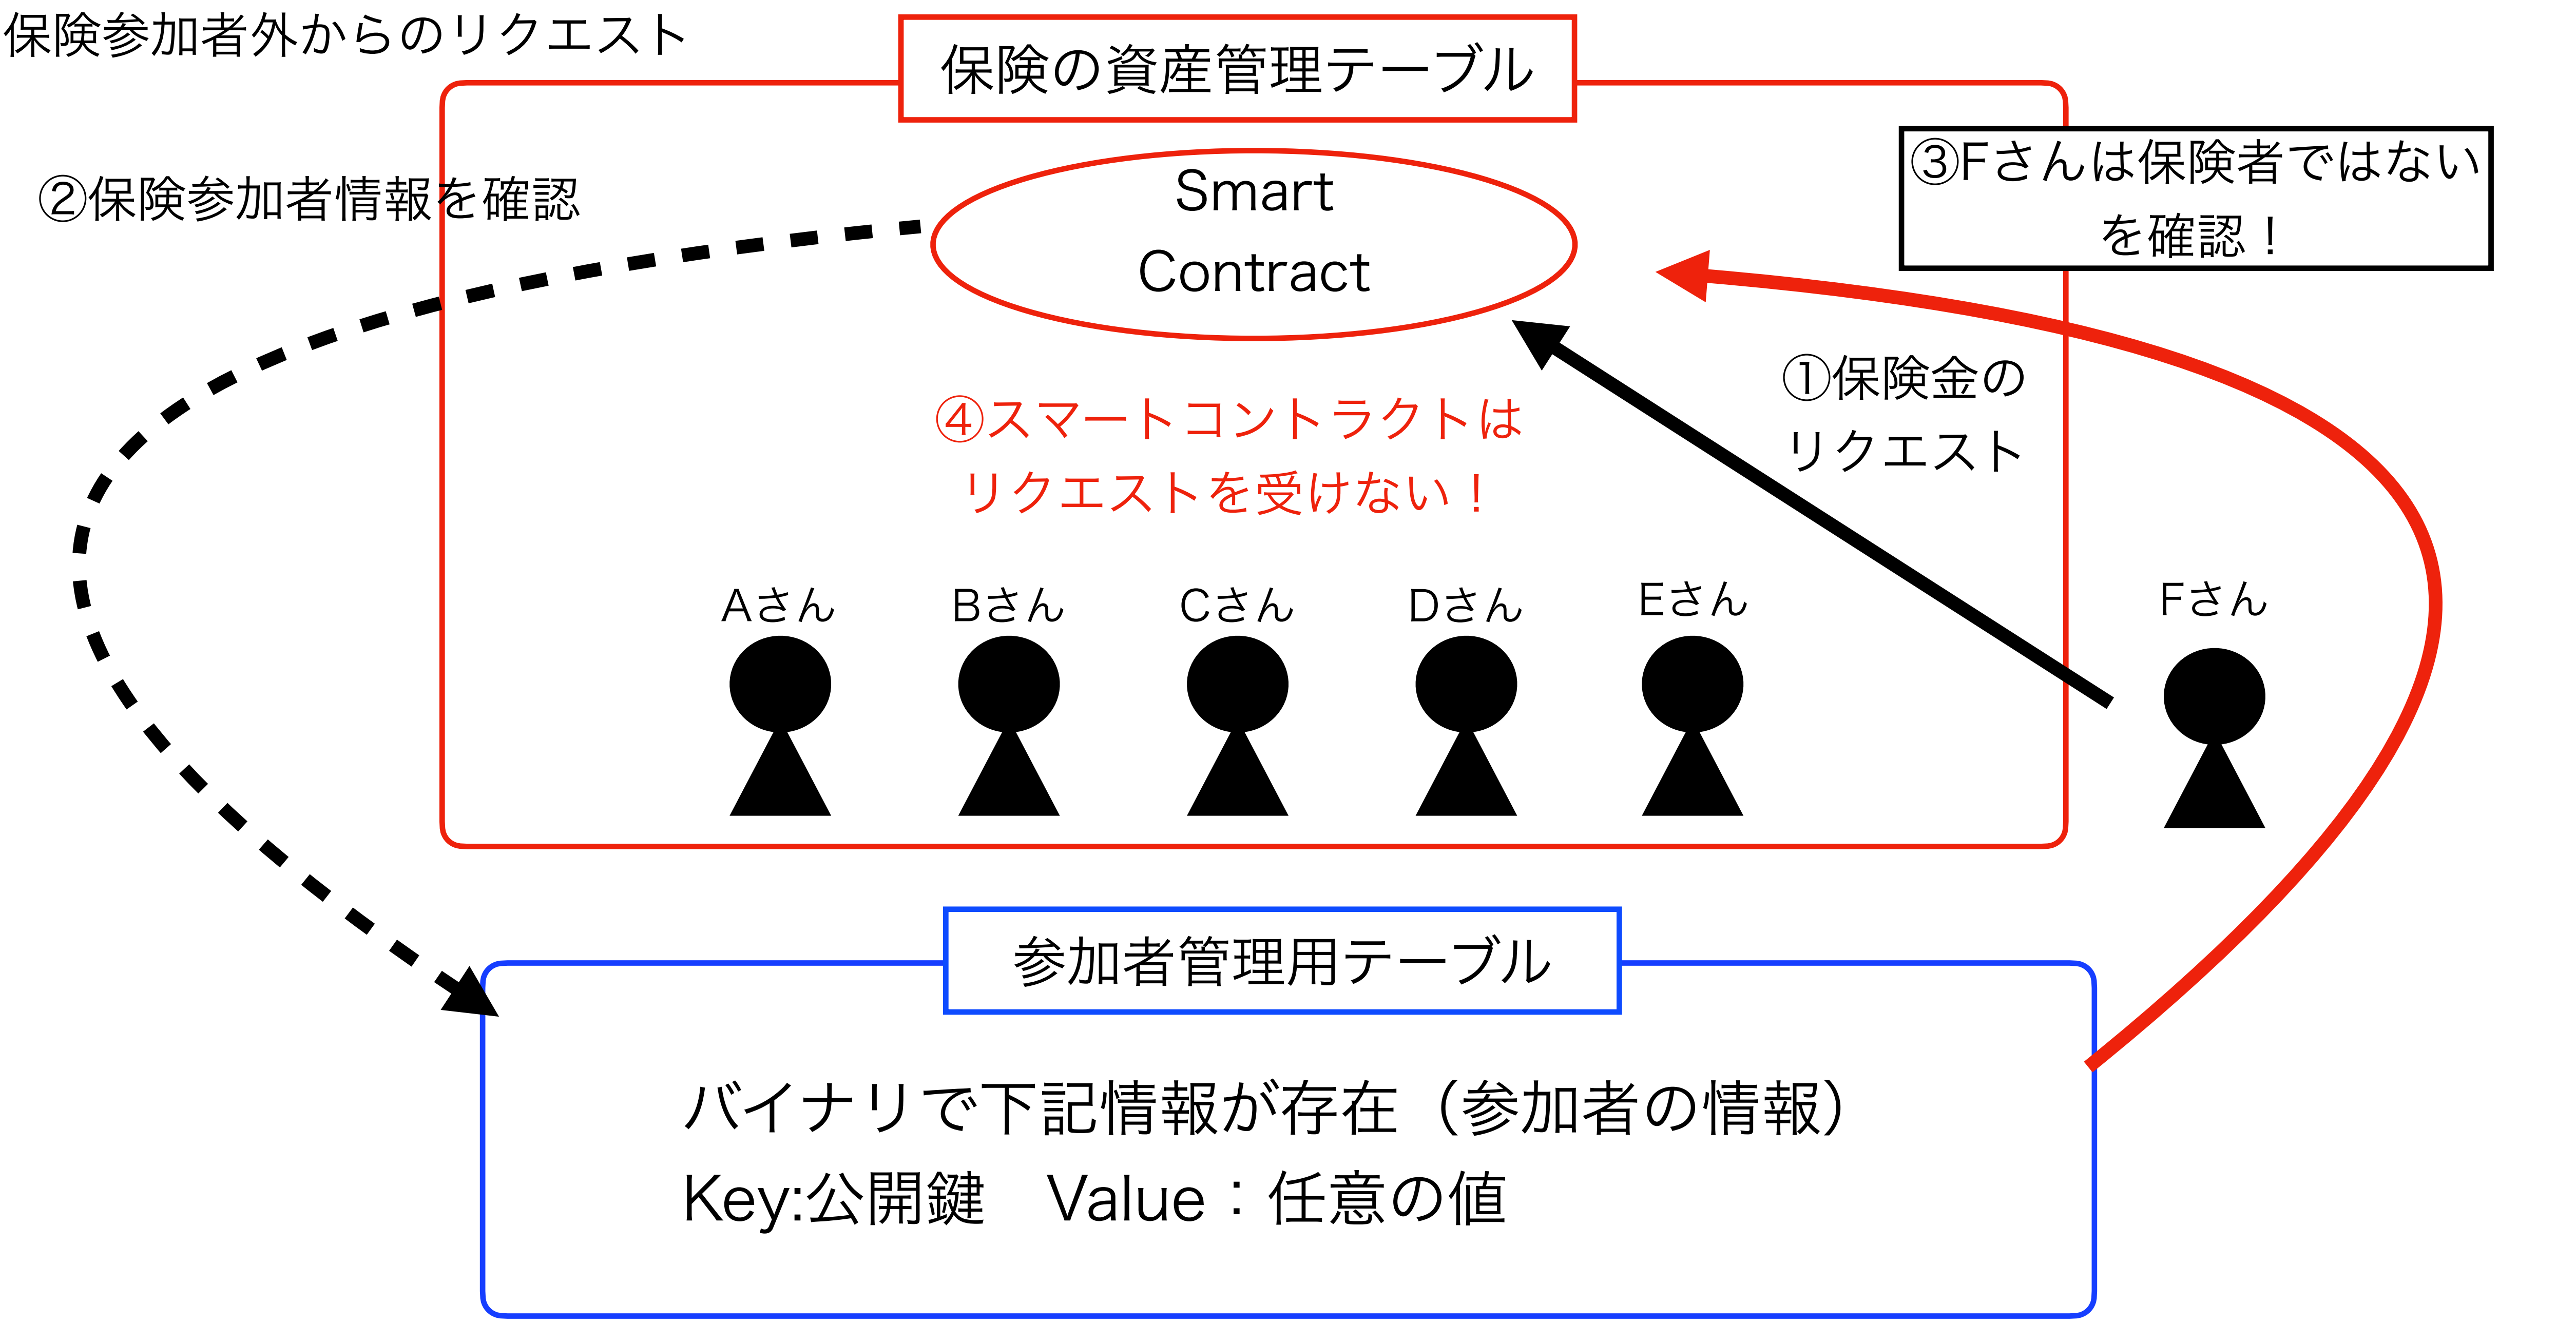 保険参加者外からのリクエスト
保険の資産管理テーブル
②保険参加者情報を確認
Smart
Contract
③Fさんは保険者ではない
を確認！
①保険金の
リクエスト
④スマートコントラクトは
リクエストを受けない！
Aさん
Bさん
Cさん
Dさん
Eさん
Fさん
参加者管理用テーブル
バイナリで下記情報が存在（参加者の情報）
Key:公開鍵　Value：任意の値